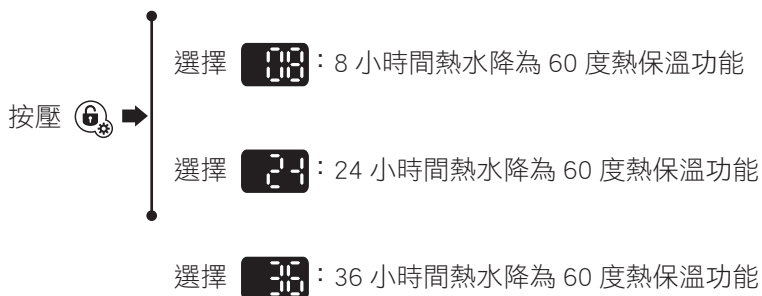 選擇 08：8 小時間熱水降為 60 度熱保溫功能
按壓
選擇 24：24 小時間熱水降為 60 度熱保溫功能
選擇 36：36 小時間熱水降為 60 度熱保溫功能